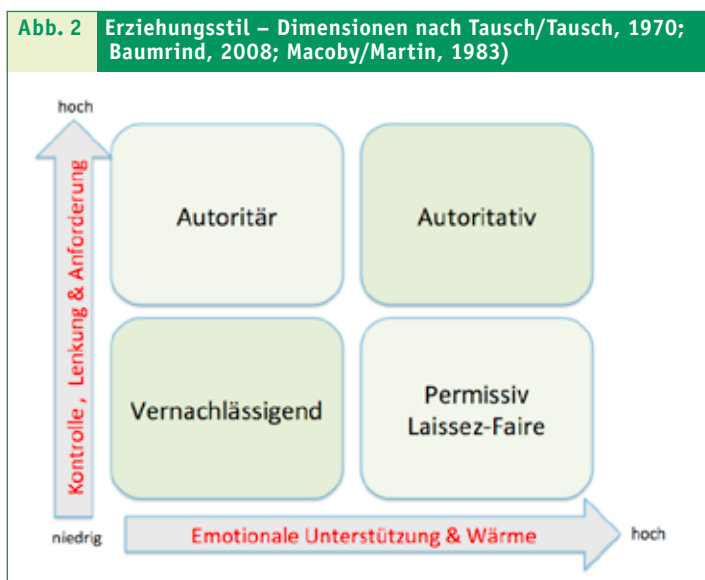 Abb. 2 Erziehungsstil – Dimensionen nach Tausch/Tausch, 1970;
Baumrind, 2008; Macoby/Martin, 1983)
hoch
Kontrolle , Lenkung & Anforderung
Autoritär
Autoritativ
Vernachlässigend
Permissiv
Laissez-Faire
niedrig
Emotionale Unterstützung & Wärme
hoch